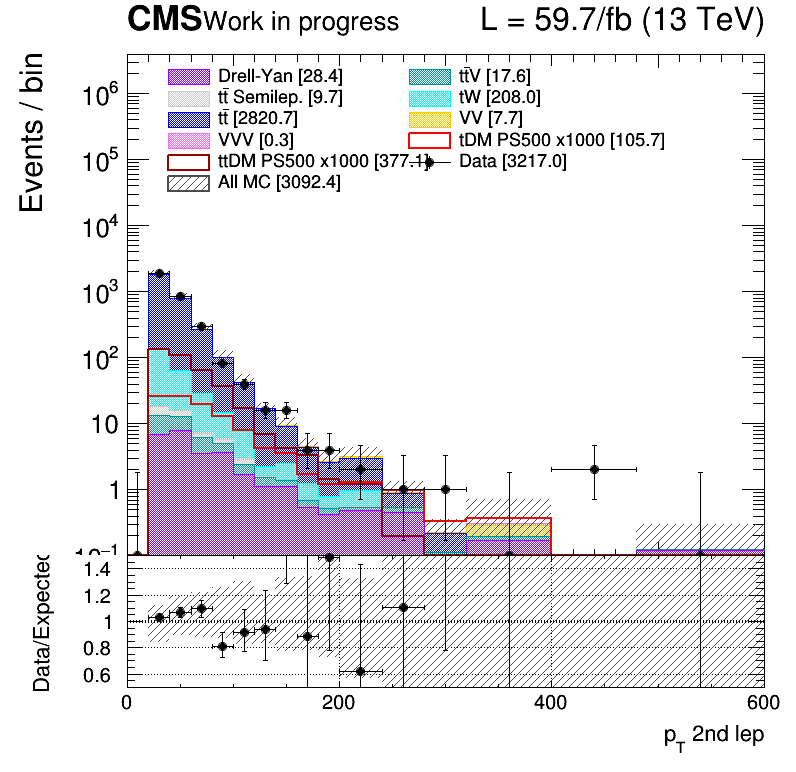 CMS Work in progress L = 59.7/fb (13 TeV)
Events / bin
Drell-Yan [28.4] tt̄V [17.6]
tt̄ Semilep. [9.7] tW [208.0]
tt̄ [2820.7] VV [7.7]
VVV [0.3] tDM PS500 x1000 [105.7]
ttDM PS500 x1000 [377.1] Data [3217.0]
All MC [3092.4]
10⁶
10⁵
10⁴
10³
10²
10
1
10⁻¹
Data/Expected
1.4
1.2
1
0.8
0.6
0 200 400 600
p_T 2nd lep